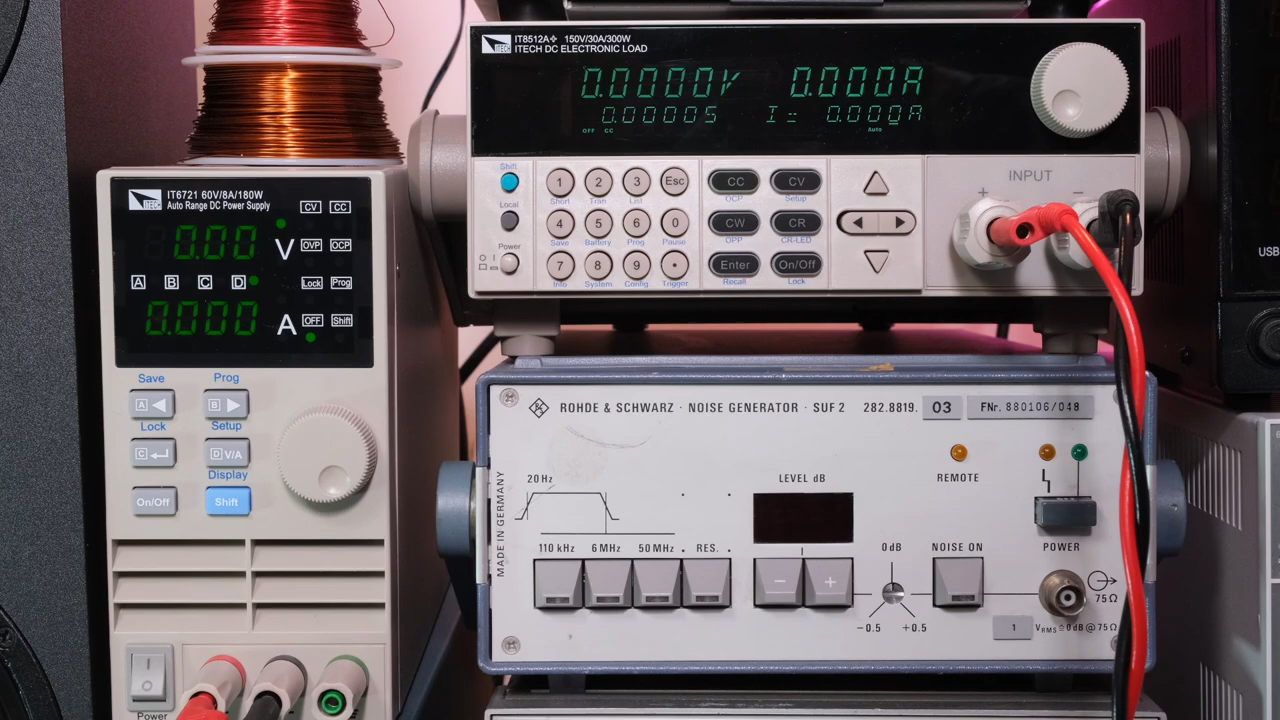 ITECH
IT8512A+ 150V/30A/300W
ITECH DC ELECTRONIC LOAD
0.0000V 0.000A
0.0000S I= 0.000A
OFF CC Auto
Shift
Local
Power
1 2 3 Esc
Short Tran List
4 5 6 0
Save Battery Prog Pause
7 8 9 .
Info System Config Trigger
CC CV
OCP Setup
CW CR
OPP CR-LED
Enter On/Off
Recall Lock
INPUT
+ −
ITECH
IT6721 60V/8A/180W
Auto Range DC Power Supply
CV CC
0.00 V
OVP OCP
A B C D
Lock Prog
0.000 A
OFF Shift
Save Prog
A B
Lock Setup
C D V/A
Display
On/Off Shift
Power
ROHDE & SCHWARZ · NOISE GENERATOR · SUF 2 282.8819. 03 FNr. 880106/048
MADE IN GERMANY
20 Hz
LEVEL dB
REMOTE
110 kHz 6 MHz 50 MHz . RES. .
0 dB
NOISE ON
POWER
− +
75 Ω
−0.5 +0.5
1 VRMS ≙ 0 dB @ 75 Ω
USB